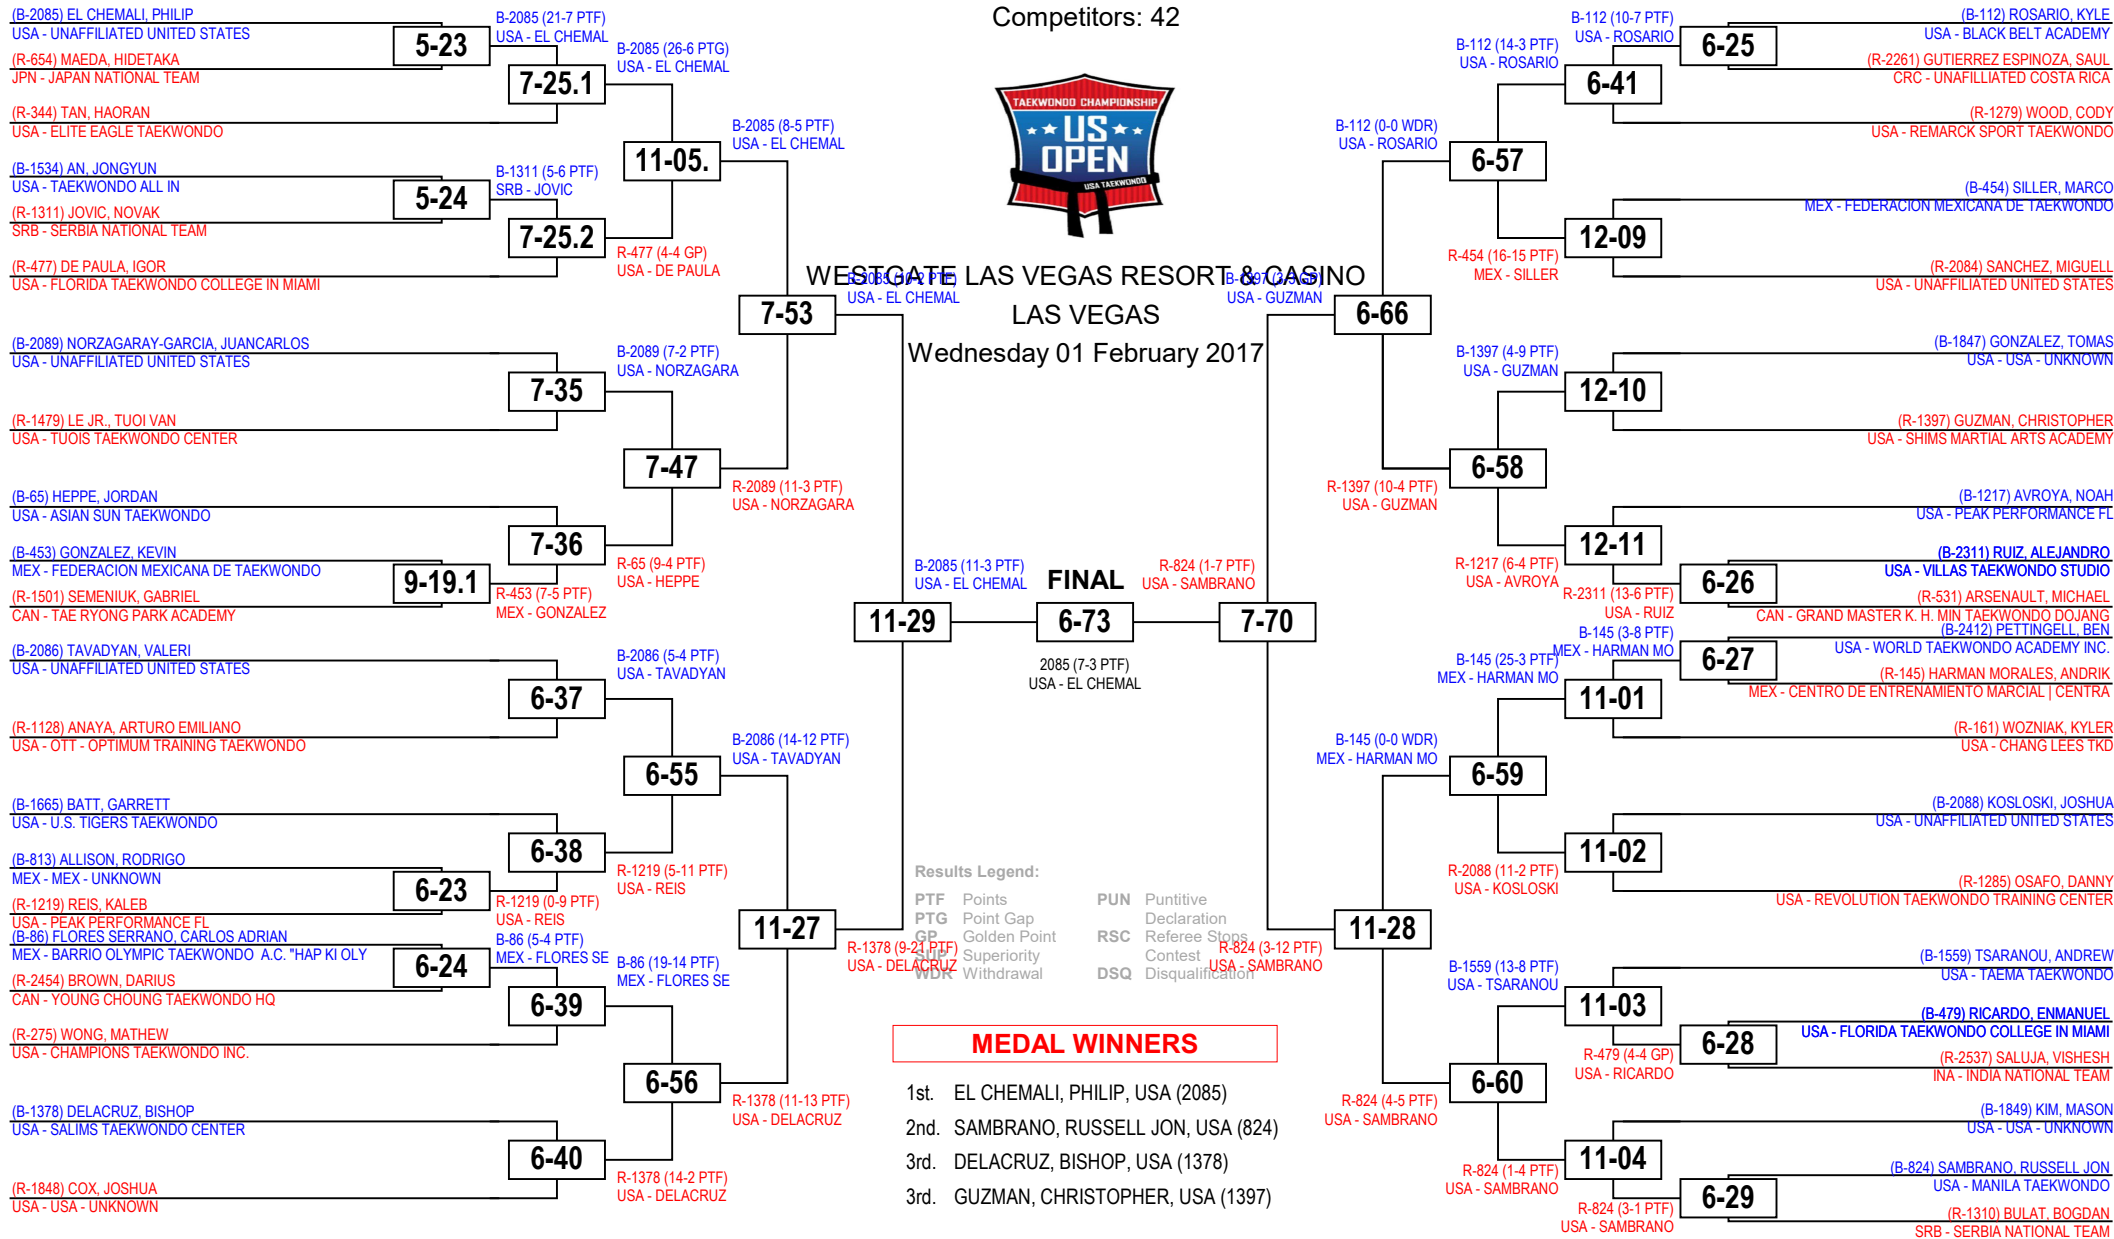 Competitors: 42
TAEKWONDO CHAMPIONSHIP
US
OPEN
USA TAEKWONDO
WESTGATE LAS VEGAS RESORT & CASINO
LAS VEGAS
Wednesday 01 February 2017
(B-2085) EL CHEMALI, PHILIP
USA - UNAFFILIATED UNITED STATES
(R-654) MAEDA, HIDETAKA
JPN - JAPAN NATIONAL TEAM
(R-344) TAN, HAORAN
USA - ELITE EAGLE TAEKWONDO
(B-1534) AN, JONGYUN
USA - TAEKWONDO ALL IN
(R-1311) JOVIC, NOVAK
SRB - SERBIA NATIONAL TEAM
(R-477) DE PAULA, IGOR
USA - FLORIDA TAEKWONDO COLLEGE IN MIAMI
(B-2089) NORZAGARAY-GARCIA, JUANCARLOS
USA - UNAFFILIATED UNITED STATES
(R-1479) LE JR., TUOI VAN
USA - TUOIS TAEKWONDO CENTER
(B-65) HEPPE, JORDAN
USA - ASIAN SUN TAEKWONDO
(B-453) GONZALEZ, KEVIN
MEX - FEDERACION MEXICANA DE TAEKWONDO
(R-1501) SEMENIUK, GABRIEL
CAN - TAE RYONG PARK ACADEMY
(B-2086) TAVADYAN, VALERI
USA - UNAFFILIATED UNITED STATES
(R-1128) ANAYA, ARTURO EMILIANO
USA - OTT - OPTIMUM TRAINING TAEKWONDO
(B-1665) BATT, GARRETT
USA - U.S. TIGERS TAEKWONDO
(B-813) ALLISON, RODRIGO
MEX - MEX - UNKNOWN
(R-1219) REIS, KALEB
USA - PEAK PERFORMANCE FL
(B-86) FLORES SERRANO, CARLOS ADRIAN
MEX - BARRIO OLYMPIC TAEKWONDO A.C. "HAP KI OLY
(R-2454) BROWN, DARIUS
CAN - YOUNG CHOUNG TAEKWONDO HQ
(R-275) WONG, MATHEW
USA - CHAMPIONS TAEKWONDO INC.
(B-1378) DELACRUZ, BISHOP
USA - SALIMS TAEKWONDO CENTER
(R-1848) COX, JOSHUA
USA - USA - UNKNOWN
5-23
5-24
9-19.1
6-23
6-24
B-2085 (21-7 PTF)
USA - EL CHEMAL
B-1311 (5-6 PTF)
SRB - JOVIC
R-453 (7-5 PTF)
MEX - GONZALEZ
R-1219 (0-9 PTF)
USA - REIS
B-86 (5-4 PTF)
MEX - FLORES SE
7-25.1
7-25.2
7-35
7-36
6-37
6-38
6-39
6-40
B-2085 (26-6 PTG)
USA - EL CHEMAL
R-477 (4-4 GP)
USA - DE PAULA
B-2089 (7-2 PTF)
USA - NORZAGARA
R-65 (9-4 PTF)
USA - HEPPE
B-2086 (5-4 PTF)
USA - TAVADYAN
R-1219 (5-11 PTF)
USA - REIS
B-86 (19-14 PTF)
MEX - FLORES SE
R-1378 (14-2 PTF)
USA - DELACRUZ
11-05.
7-47
6-55
6-56
B-2085 (8-5 PTF)
USA - EL CHEMAL
R-2089 (11-3 PTF)
USA - NORZAGARA
B-2086 (14-12 PTF)
USA - TAVADYAN
R-1378 (11-13 PTF)
USA - DELACRUZ
7-53
11-27
B-2085 (10-2 PTF)
USA - EL CHEMAL
R-1378 (9-21 PTF)
USA - DELACRUZ
11-29
B-2085 (11-3 PTF)
USA - EL CHEMAL
FINAL
6-73
2085 (7-3 PTF)
USA - EL CHEMAL
R-824 (1-7 PTF)
USA - SAMBRANO
7-70
B-1397 (3-3 GP)
USA - GUZMAN
R-824 (3-12 PTF)
USA - SAMBRANO
6-66
11-28
B-112 (0-0 WDR)
USA - ROSARIO
R-1397 (10-4 PTF)
USA - GUZMAN
B-145 (0-0 WDR)
MEX - HARMAN MO
R-824 (4-5 PTF)
USA - SAMBRANO
6-57
6-58
6-59
6-60
B-112 (14-3 PTF)
USA - ROSARIO
R-454 (16-15 PTF)
MEX - SILLER
B-1397 (4-9 PTF)
USA - GUZMAN
R-1217 (6-4 PTF)
USA - AVROYA
B-145 (25-3 PTF)
MEX - HARMAN MO
R-2088 (11-2 PTF)
USA - KOSLOSKI
B-1559 (13-8 PTF)
USA - TSARANOU
R-824 (1-4 PTF)
USA - SAMBRANO
6-41
12-09
12-10
12-11
11-01
11-02
11-03
11-04
B-112 (10-7 PTF)
USA - ROSARIO
R-2311 (13-6 PTF)
USA - RUIZ
B-145 (3-8 PTF)
MEX - HARMAN MO
R-479 (4-4 GP)
USA - RICARDO
R-824 (3-1 PTF)
USA - SAMBRANO
6-25
6-26
6-27
6-28
6-29
(B-112) ROSARIO, KYLE
USA - BLACK BELT ACADEMY
(R-2261) GUTIERREZ ESPINOZA, SAUL
CRC - UNAFILLIATED COSTA RICA
(R-1279) WOOD, CODY
USA - REMARCK SPORT TAEKWONDO
(B-454) SILLER, MARCO
MEX - FEDERACION MEXICANA DE TAEKWONDO
(R-2084) SANCHEZ, MIGUELL
USA - UNAFFILIATED UNITED STATES
(B-1847) GONZALEZ, TOMAS
USA - USA - UNKNOWN
(R-1397) GUZMAN, CHRISTOPHER
USA - SHIMS MARTIAL ARTS ACADEMY
(B-1217) AVROYA, NOAH
USA - PEAK PERFORMANCE FL
(B-2311) RUIZ, ALEJANDRO
USA - VILLAS TAEKWONDO STUDIO
(R-531) ARSENAULT, MICHAEL
CAN - GRAND MASTER K. H. MIN TAEKWONDO DOJANG
(B-2412) PETTINGELL, BEN
USA - WORLD TAEKWONDO ACADEMY INC.
(R-145) HARMAN MORALES, ANDRIK
MEX - CENTRO DE ENTRENAMIENTO MARCIAL | CENTRA
(R-161) WOZNIAK, KYLER
USA - CHANG LEES TKD
(B-2088) KOSLOSKI, JOSHUA
USA - UNAFFILIATED UNITED STATES
(R-1285) OSAFO, DANNY
USA - REVOLUTION TAEKWONDO TRAINING CENTER
(B-1559) TSARANOU, ANDREW
USA - TAEMA TAEKWONDO
(B-479) RICARDO, ENMANUEL
USA - FLORIDA TAEKWONDO COLLEGE IN MIAMI
(R-2537) SALUJA, VISHESH
INA - INDIA NATIONAL TEAM
(B-1849) KIM, MASON
USA - USA - UNKNOWN
(B-824) SAMBRANO, RUSSELL JON
USA - MANILA TAEKWONDO
(R-1310) BULAT, BOGDAN
SRB - SERBIA NATIONAL TEAM
Results Legend:
PTF Points
PTG Point Gap
GP Golden Point
SUP Superiority
WDR Withdrawal
PUN Puntitive
Declaration
RSC Referee Stops
Contest
DSQ Disqualification
MEDAL WINNERS
1st. EL CHEMALI, PHILIP, USA (2085)
2nd. SAMBRANO, RUSSELL JON, USA (824)
3rd. DELACRUZ, BISHOP, USA (1378)
3rd. GUZMAN, CHRISTOPHER, USA (1397)